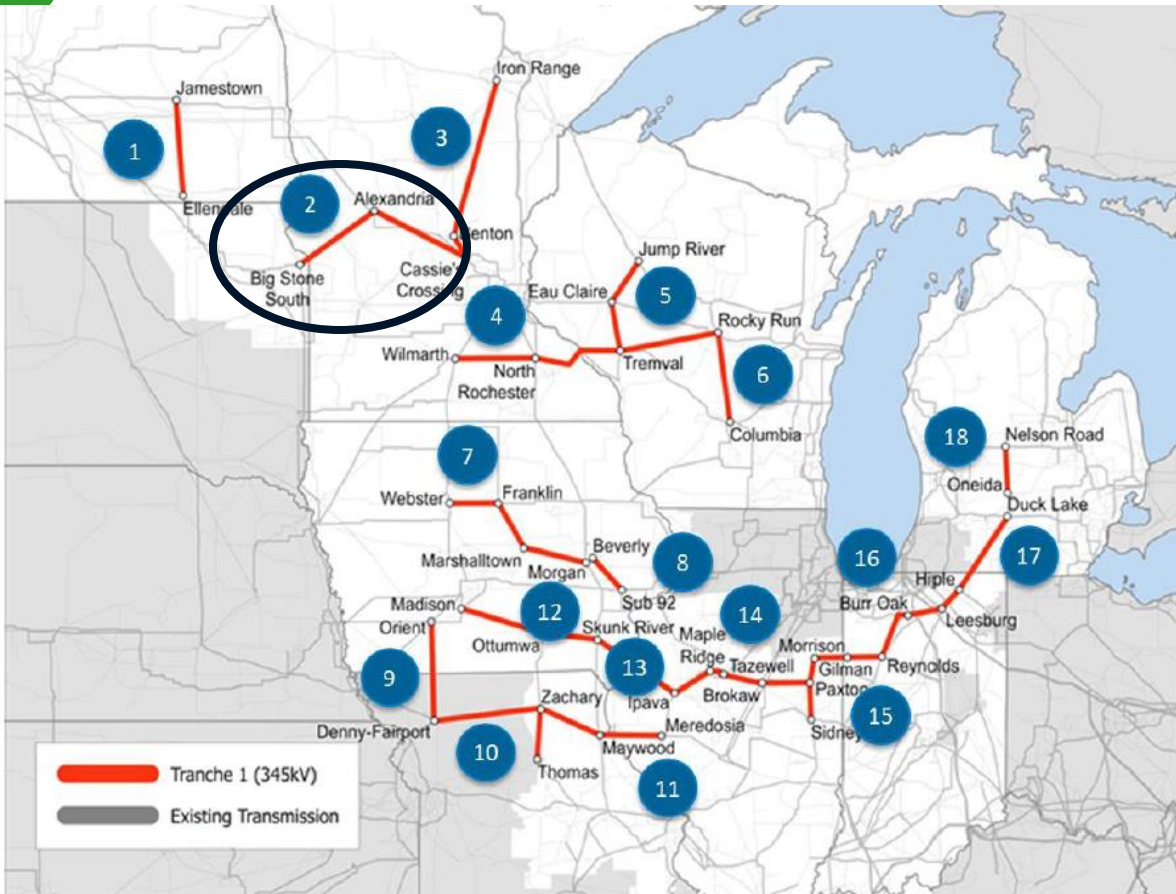 Iron Range
Jamestown
3
1
2
Alexandria
Ellendale
Benton
Jump River
Big Stone
South
Cassie's
Crossing
Eau Claire
5
4
Rocky Run
Wilmarth
North
Rochester
Tremval
6
Columbia
18
Nelson Road
7
Oneida
Webster
Franklin
Duck Lake
Marshalltown
Beverly
Morgan
8
16
17
Hiple
Madison
12
Sub 92
14
Burr Oak
Leesburg
Orient
Ottumwa
Skunk River
Maple
Ridge
Morrison
13
Tazewell
Gilman
Reynolds
9
Zachary
Ipava
Brokaw
Paxton
15
Denny-Fairport
Meredosia
Sidney
10
Maywood
Thomas
11
Tranche 1 (345kV)
Existing Transmission